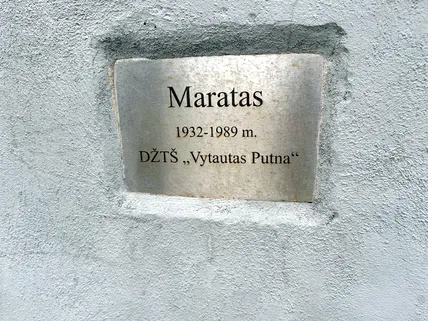 Maratas
1932-1989 m.
DŽTŠ „Vytautas Putna“